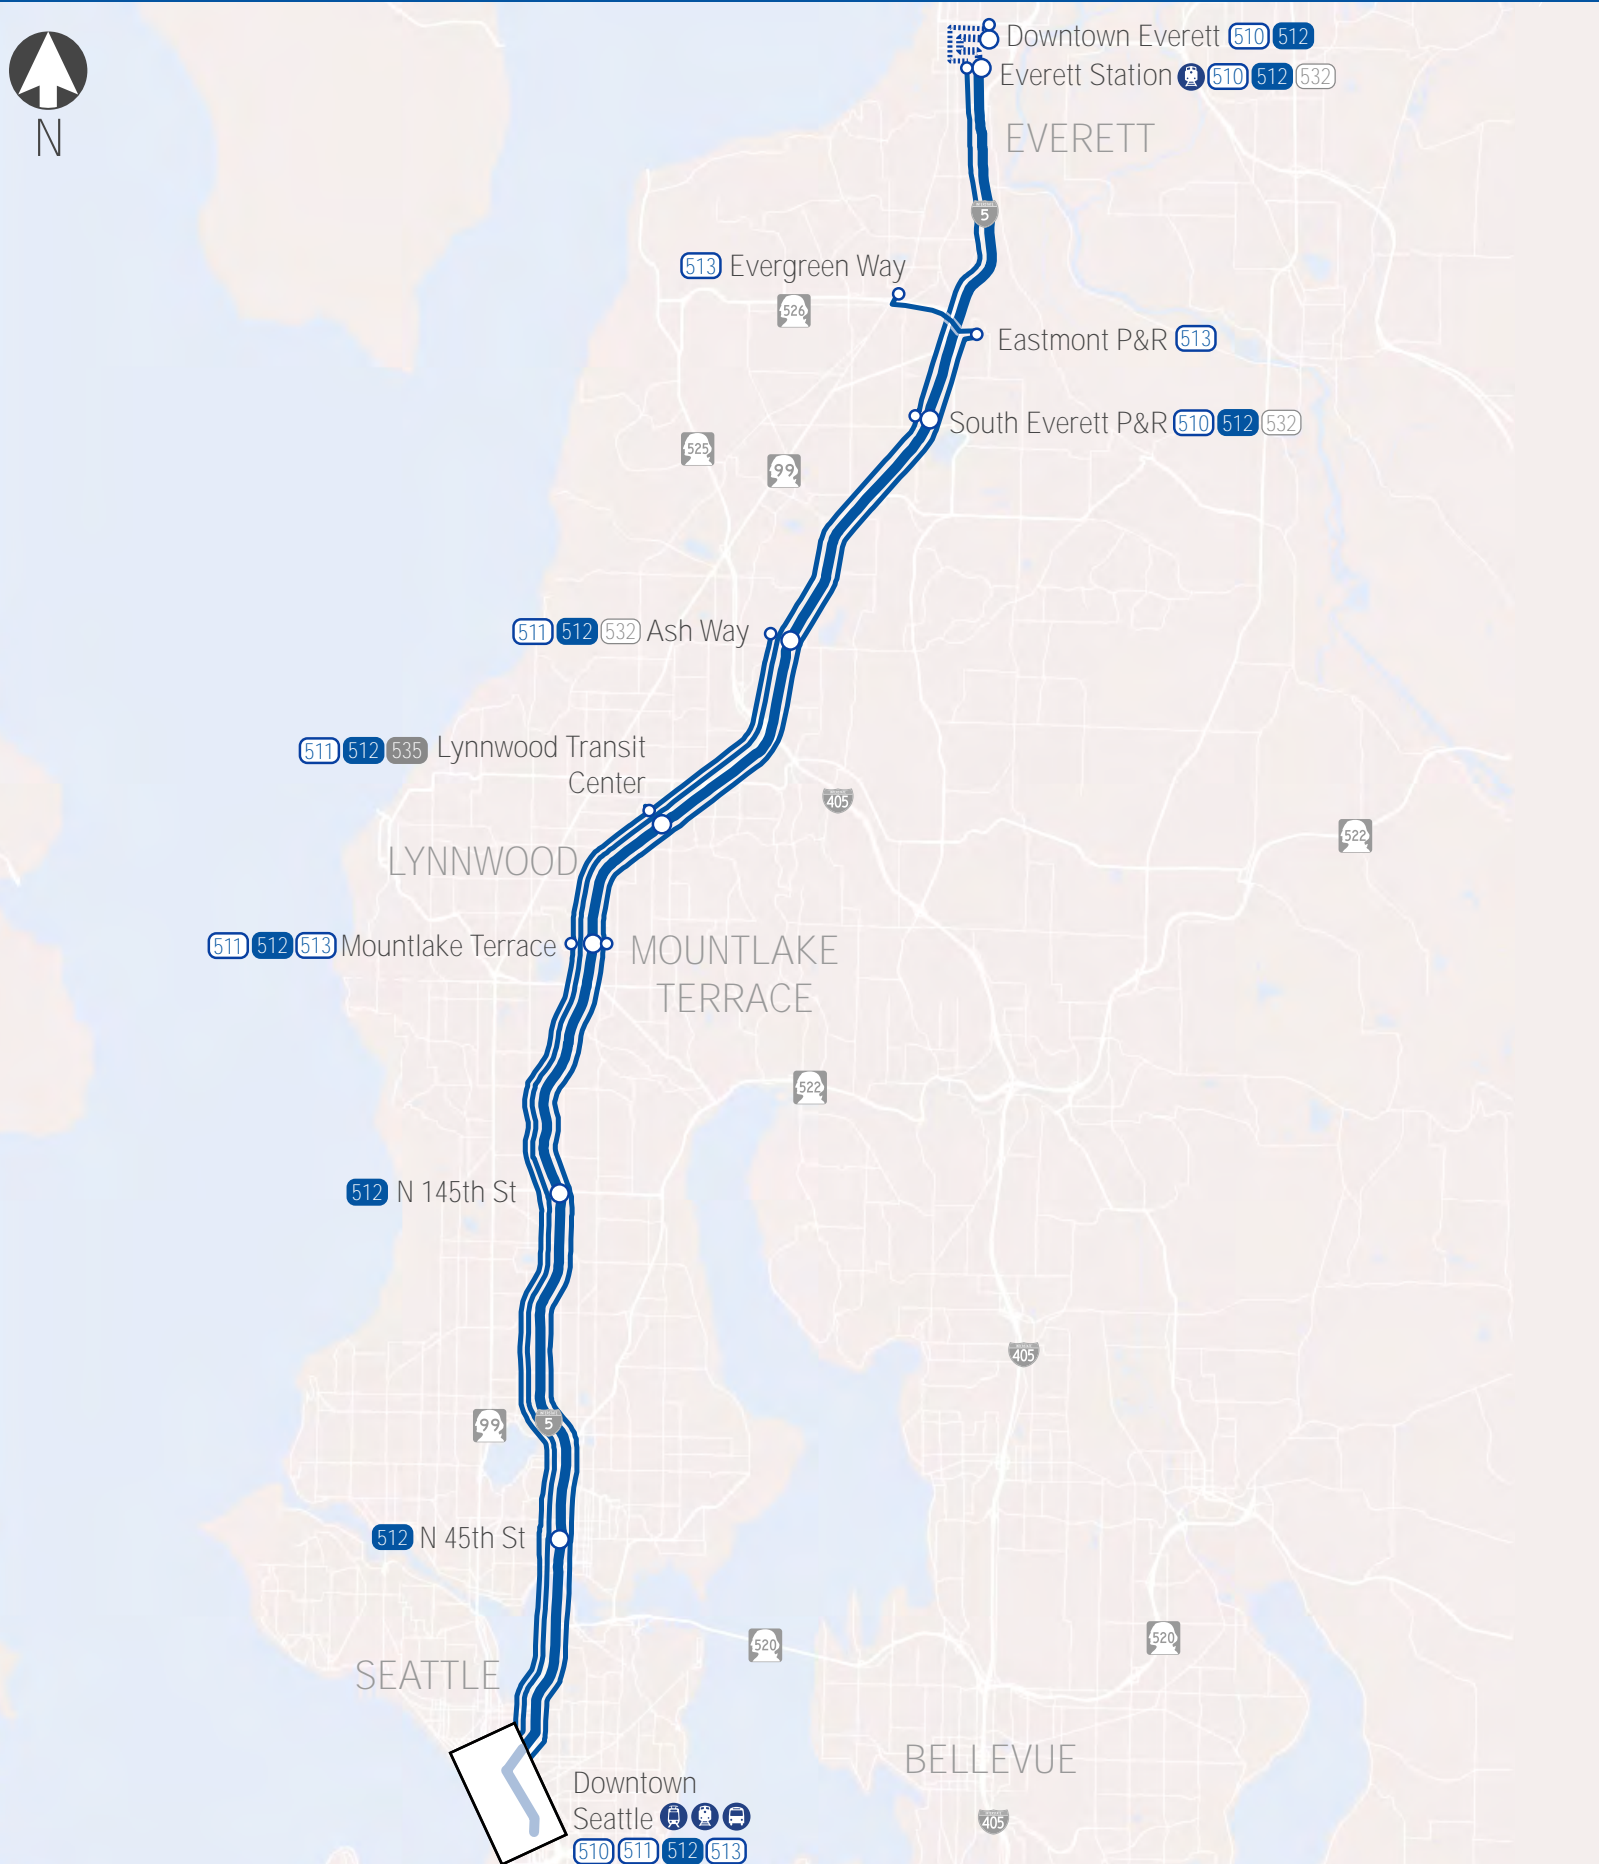 Downtown Everett 510 512
N
Everett Station 510 512 532
EVERETT
5
513 Evergreen Way
526
Eastmont P&R 513
South Everett P&R 510 512 532
525
99
511 512 532 Ash Way
511 512 535 Lynnwood Transit
Center
405
522
LYNNWOOD
511 512 513 Mountlake Terrace
MOUNTLAKE
TERRACE
522
512 N 145th St
405
99
5
512 N 45th St
520
520
SEATTLE
BELLEVUE
Downtown
Seattle
405
510 511 512 513